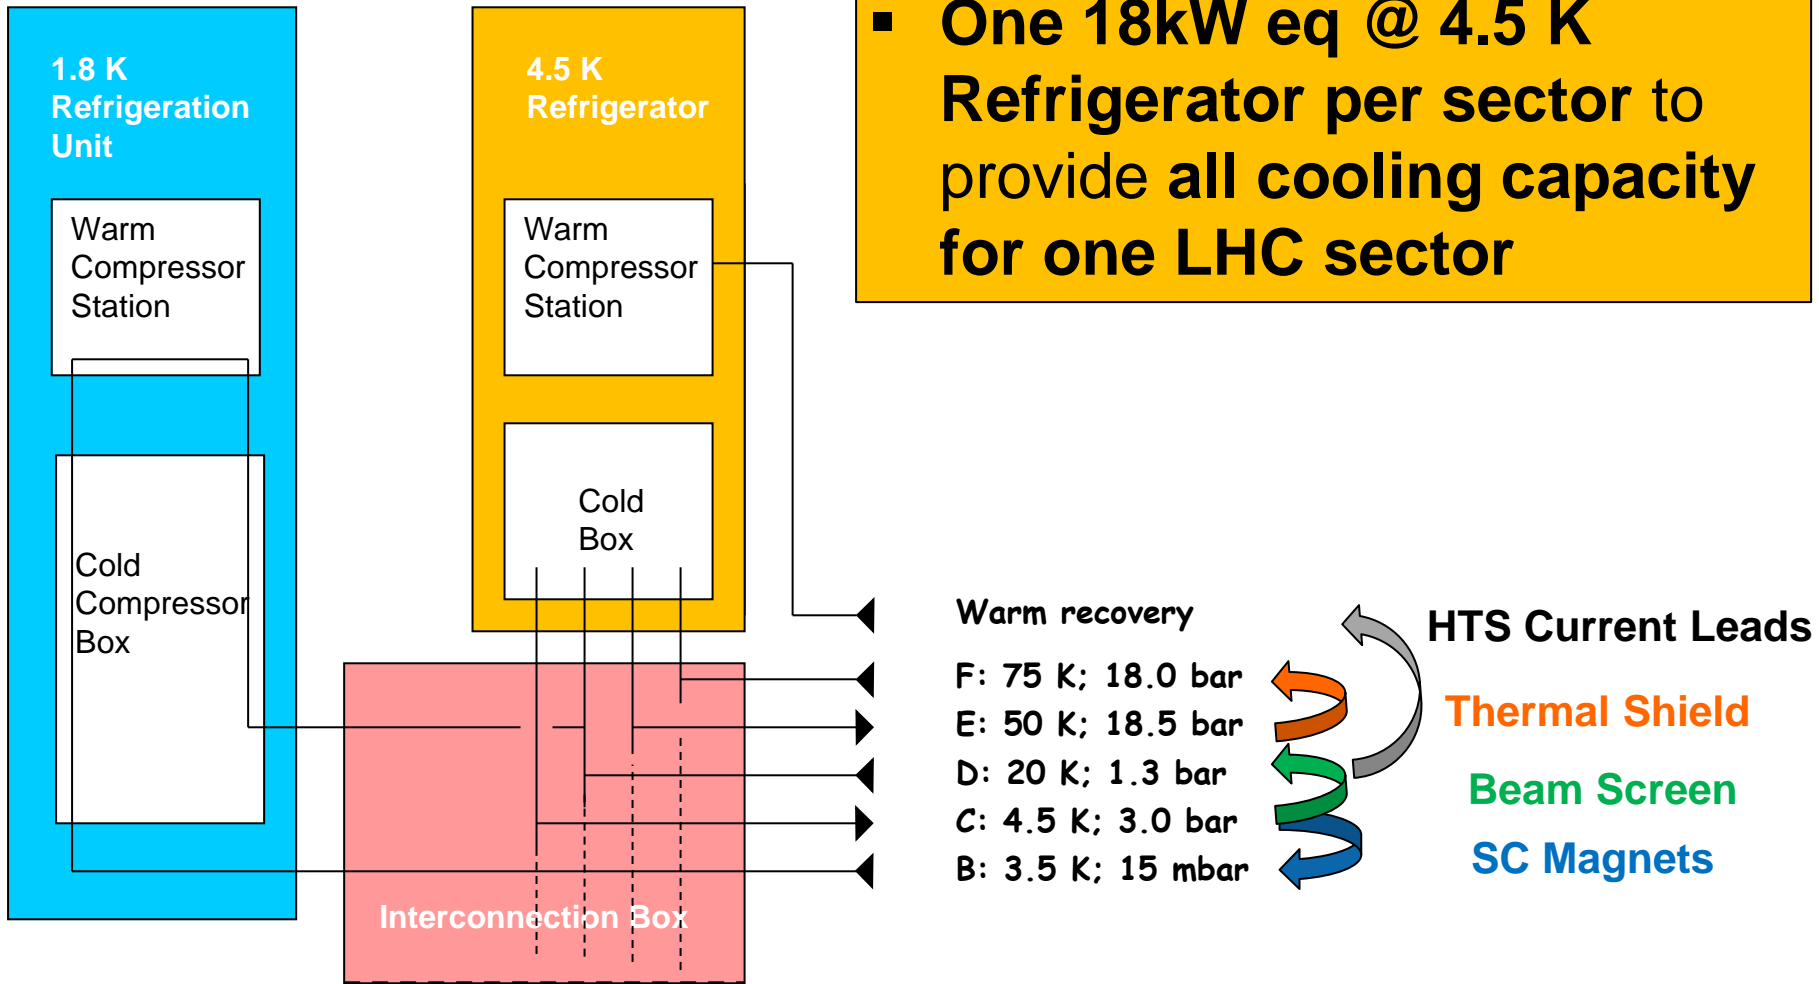 1.8 K
Refrigeration
Unit
Warm
Compressor
Station
Cold
Compressor
Box
4.5 K
Refrigerator
Warm
Compressor
Station
Cold
Box
Interconnection Box
▪ One 18kW eq @ 4.5 K
Refrigerator per sector to
provide all cooling capacity
for one LHC sector
Warm recovery
F: 75 K; 18.0 bar
E: 50 K; 18.5 bar
D: 20 K; 1.3 bar
C: 4.5 K; 3.0 bar
B: 3.5 K; 15 mbar
HTS Current Leads
Thermal Shield
Beam Screen
SC Magnets